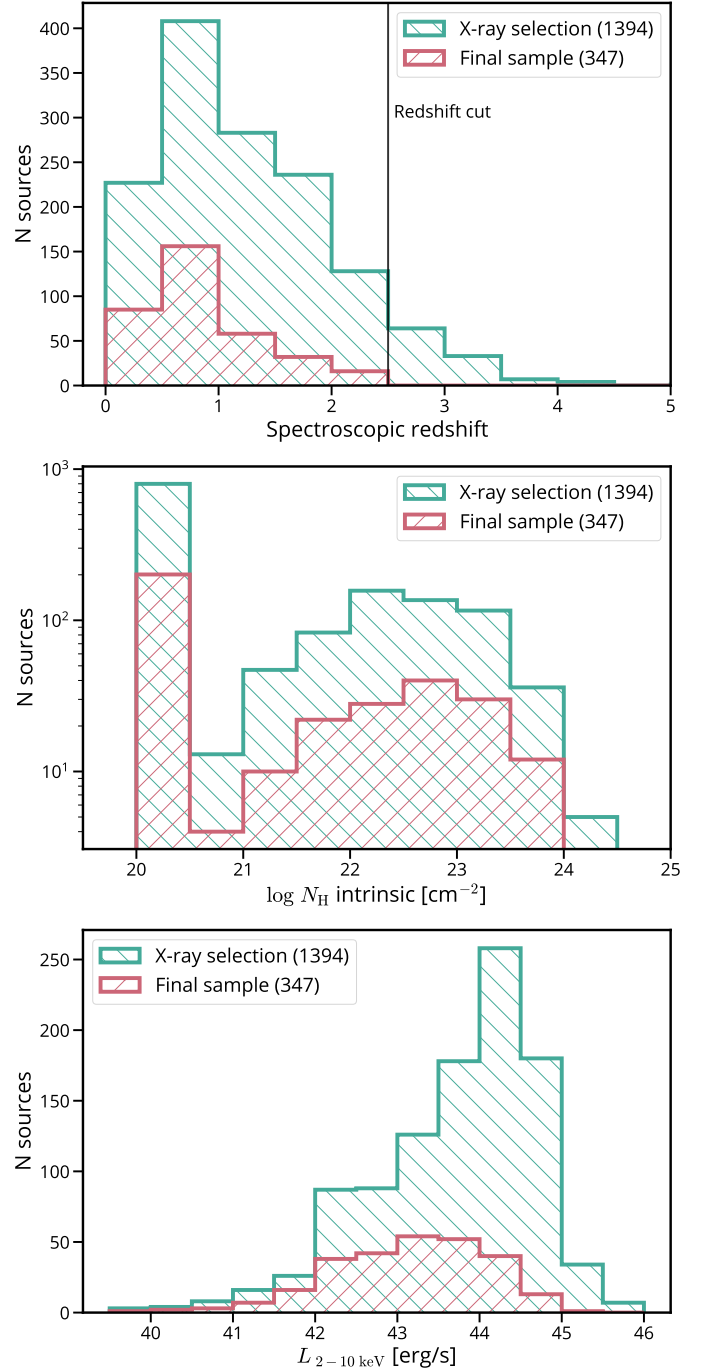 400
350
300
250
200
150
100
50
0
N sources
X-ray selection (1394)
Final sample (347)
Redshift cut
0 1 2 3 4 5
Spectroscopic redshift
10³
10²
10¹
N sources
X-ray selection (1394)
Final sample (347)
20 21 22 23 24 25
log N_H intrinsic [cm⁻²]
250
200
150
100
50
0
N sources
X-ray selection (1394)
Final sample (347)
40 41 42 43 44 45 46
L 2 − 10 keV [erg/s]